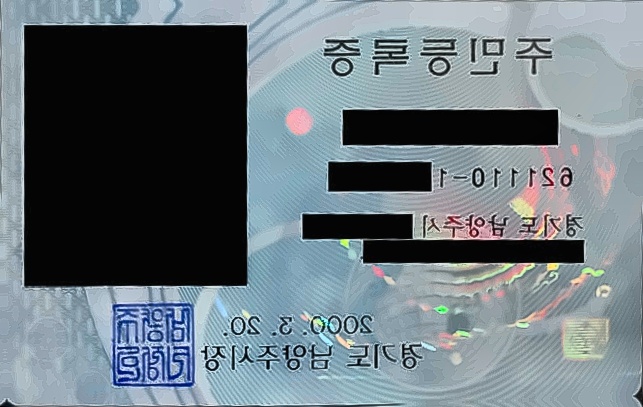 주민등록증
621110-1
경기도 남양주시
2000. 3. 20.
경기도 남양주시장